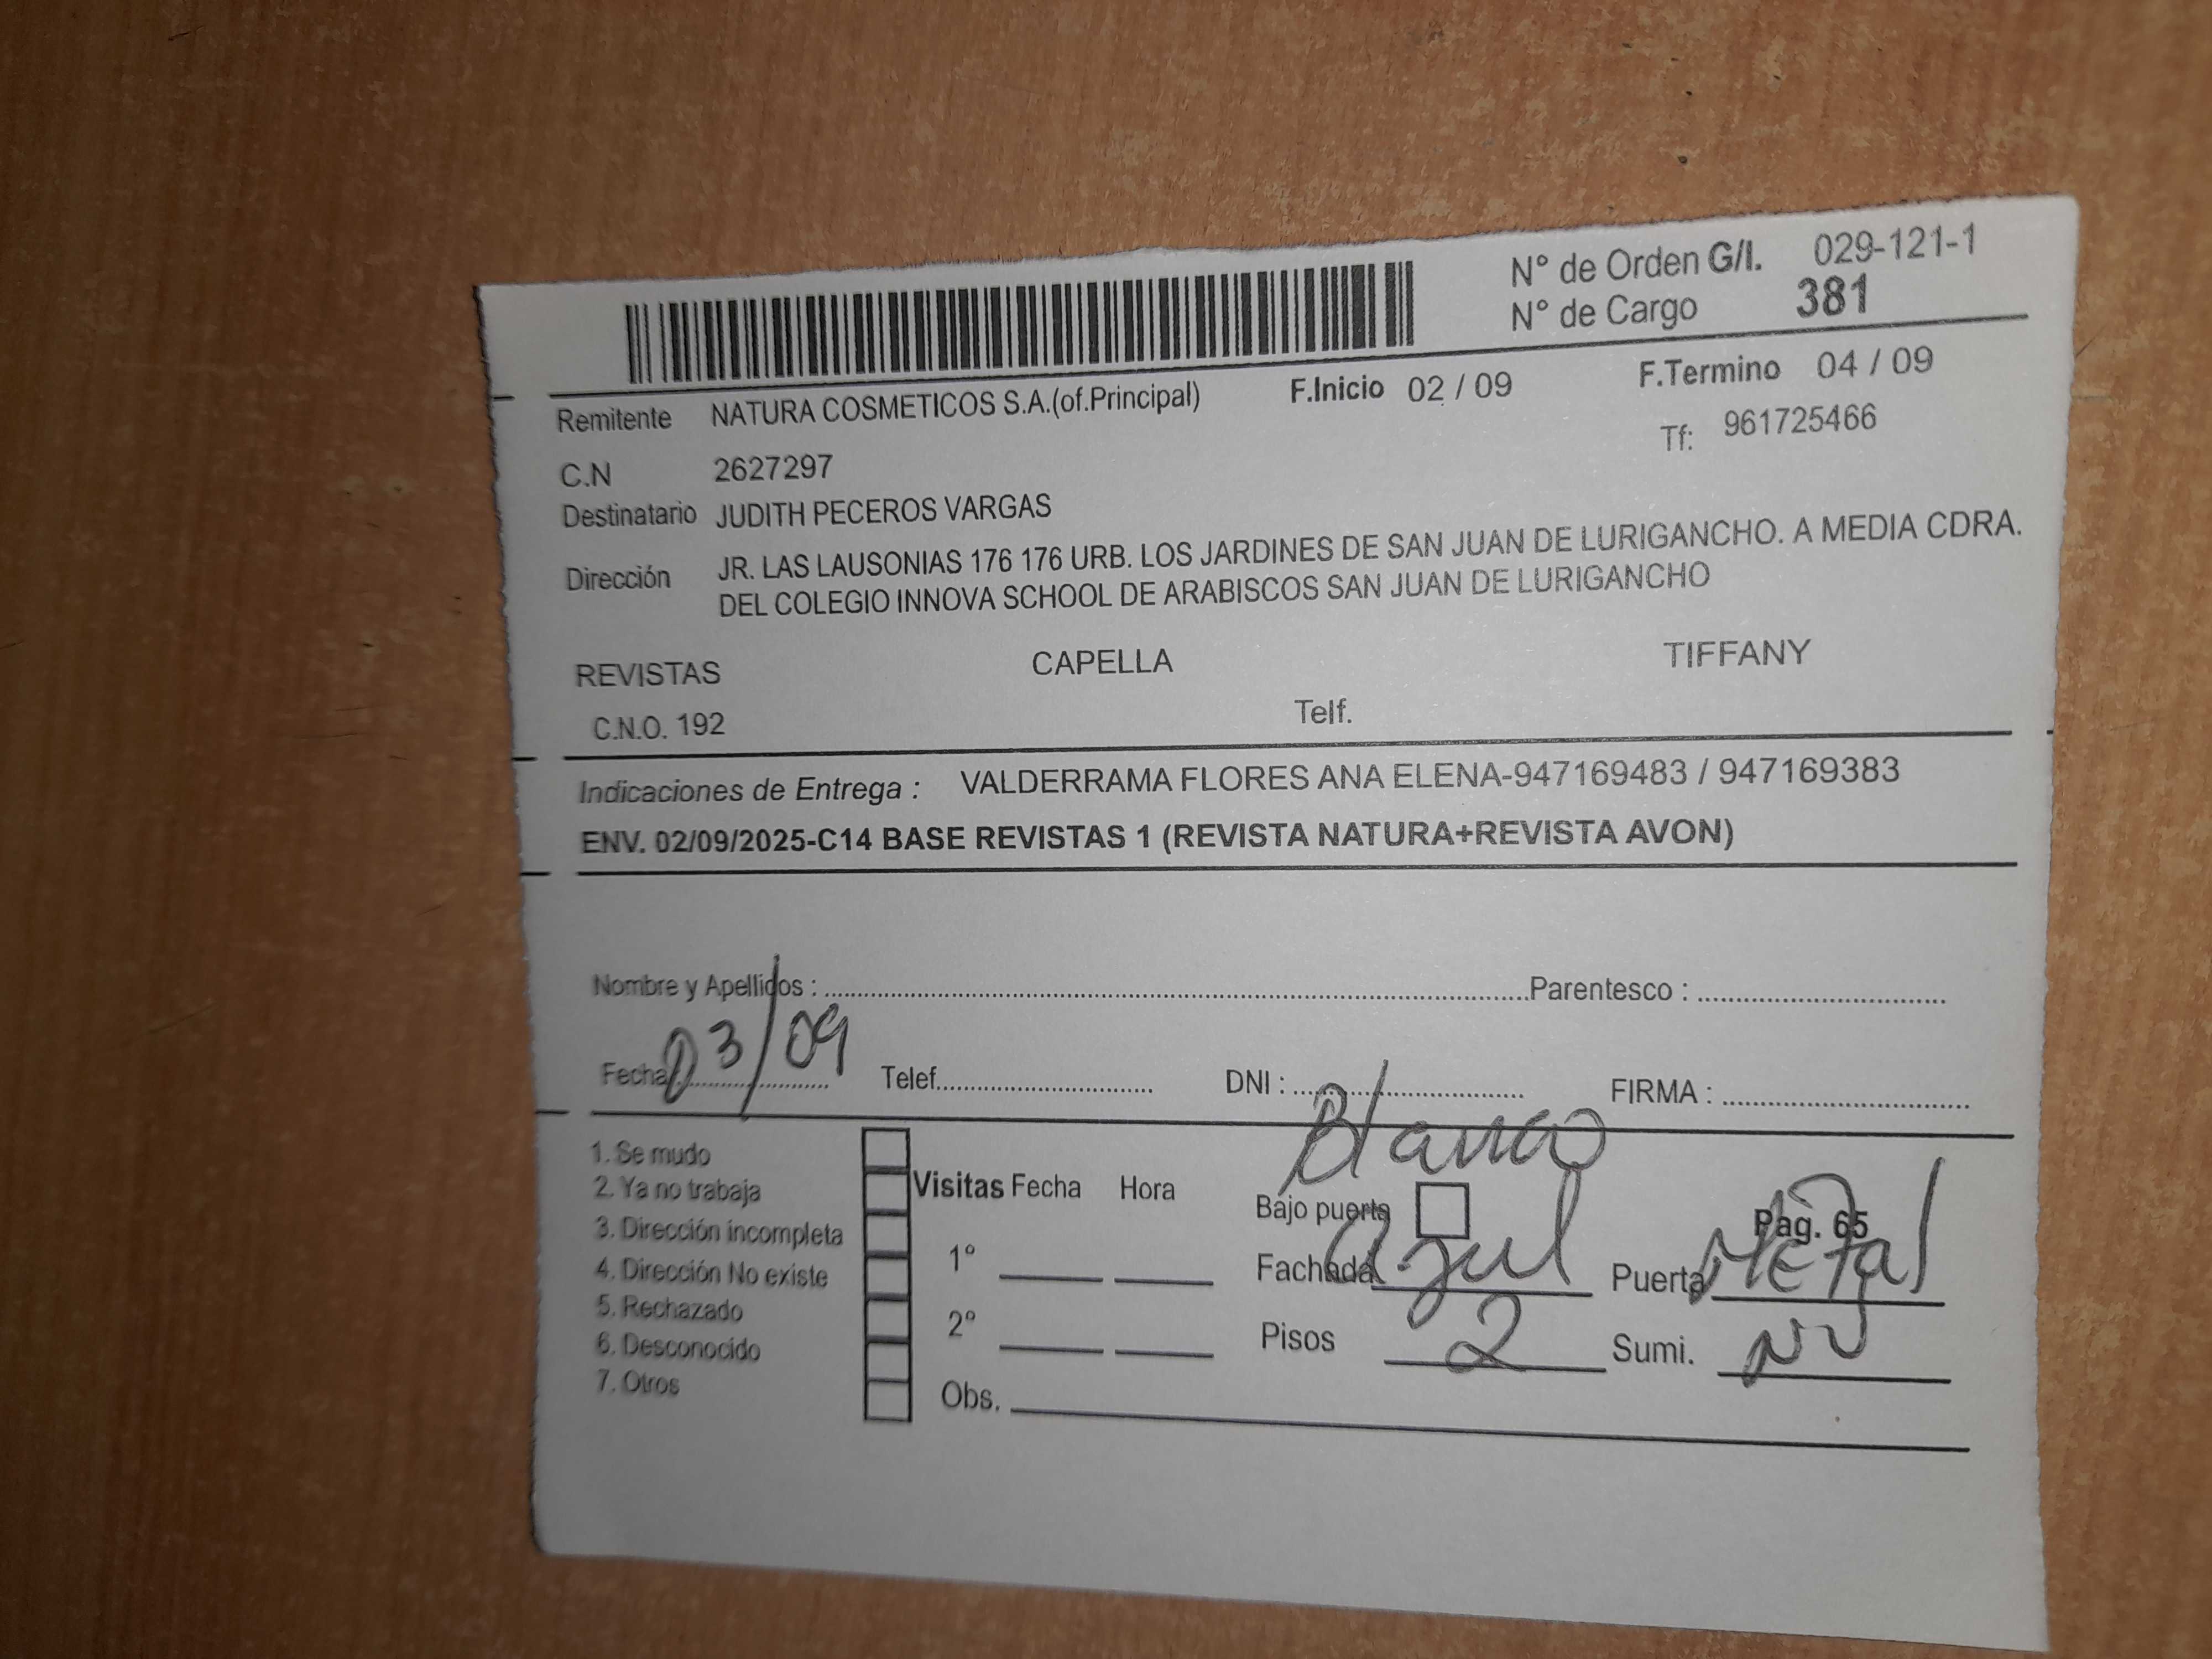 N° de Orden G/I. 029-121-1
N° de Cargo 381
Remitente NATURA COSMETICOS S.A.(of.Principal) F.Inicio 02 / 09 F.Termino 04 / 09
Tf: 961725466
C.N 2627297
Destinatario JUDITH PECEROS VARGAS
Dirección JR. LAS LAUSONIAS 176 176 URB. LOS JARDINES DE SAN JUAN DE LURIGANCHO. A MEDIA CDRA.
DEL COLEGIO INNOVA SCHOOL DE ARABISCOS SAN JUAN DE LURIGANCHO
REVISTAS CAPELLA TIFFANY
C.N.O. 192 Telf.
Indicaciones de Entrega : VALDERRAMA FLORES ANA ELENA-947169483 / 947169383
ENV. 02/09/2025-C14 BASE REVISTAS 1 (REVISTA NATURA+REVISTA AVON)
Nombre y Apellidos : Parentesco :
Fecha: 03/09 Telef. DNI : FIRMA :
Blanco
1. Se mudo
2. Ya no trabaja
3. Dirección incompleta
4. Dirección No existe
5. Rechazado
6. Desconocido
7. Otros
Visitas Fecha Hora
1°
2°
Obs.
Bajo puerta Pag. 65
Fachada Azul Puerta Metal
Pisos 2 Sumi.